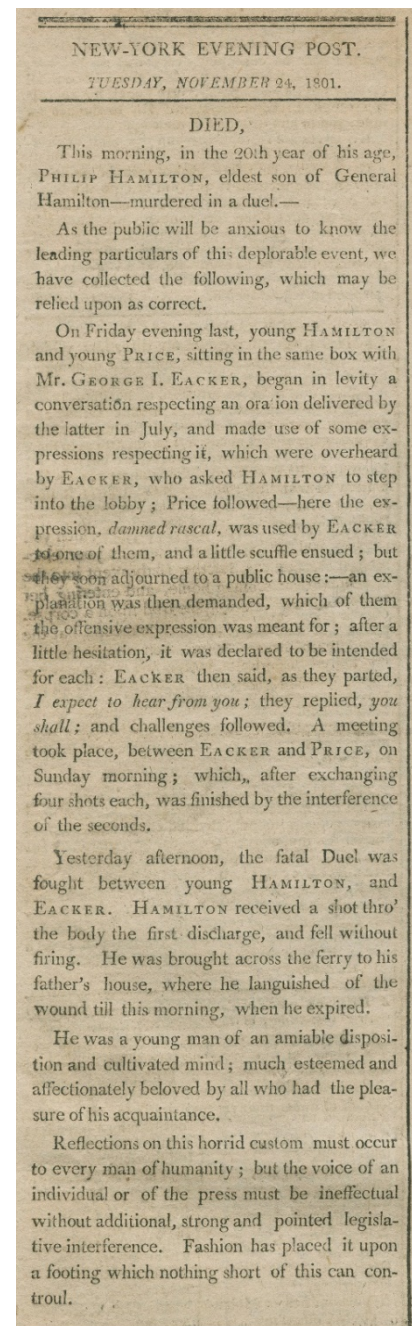 NEW-YORK EVENING POST.
TUESDAY, NOVEMBER 24, 1801.
DIED,
This morning, in the 20th year of his age,
PHILIP HAMILTON, eldest son of General
Hamilton—murdered in a duel.—
As the public will be anxious to know the
leading particulars of this deplorable event, we
have collected the following, which may be
relied upon as correct.
On Friday evening last, young HAMILTON
and young PRICE, sitting in the same box with
Mr. GEORGE I. EACKER, began in levity a
conversation respecting an ora ion delivered by
the latter in July, and made use of some ex-
pressions respecting it, which were overheard
by EACKER, who asked HAMILTON to step
into the lobby; Price followed—here the ex-
pression, damned rascal, was used by EACKER
to one of them, and a little scuffle ensued; but
they soon adjourned to a public house:—an ex-
planation was then demanded, which of them
the offensive expression was meant for; after a
little hesitation, it was declared to be intended
for each: EACKER then said, as they parted,
I expect to hear from you; they replied, you
shall; and challenges followed. A meeting
took place, between EACKER and PRICE, on
Sunday morning; which,, after exchanging
four shots each, was finished by the interference
of the seconds.
Yesterday afternoon, the fatal Duel was
fought between young HAMILTON, and
EACKER. HAMILTON received a shot thro'
the body the first discharge, and fell without
firing. He was brought across the ferry to his
father's house, where he languished of the
wound till this morning, when he expired.
He was a young man of an amiable disposi-
tion and cultivated mind; much esteemed and
affectionately beloved by all who had the plea-
sure of his acquaintance.
Reflections on this horrid custom must occur
to every man of humanity; but the voice of an
individual or of the press must be ineffectual
without additional, strong and pointed legisla-
tive interference. Fashion has placed it upon
a footing which nothing short of this can con-
troul.